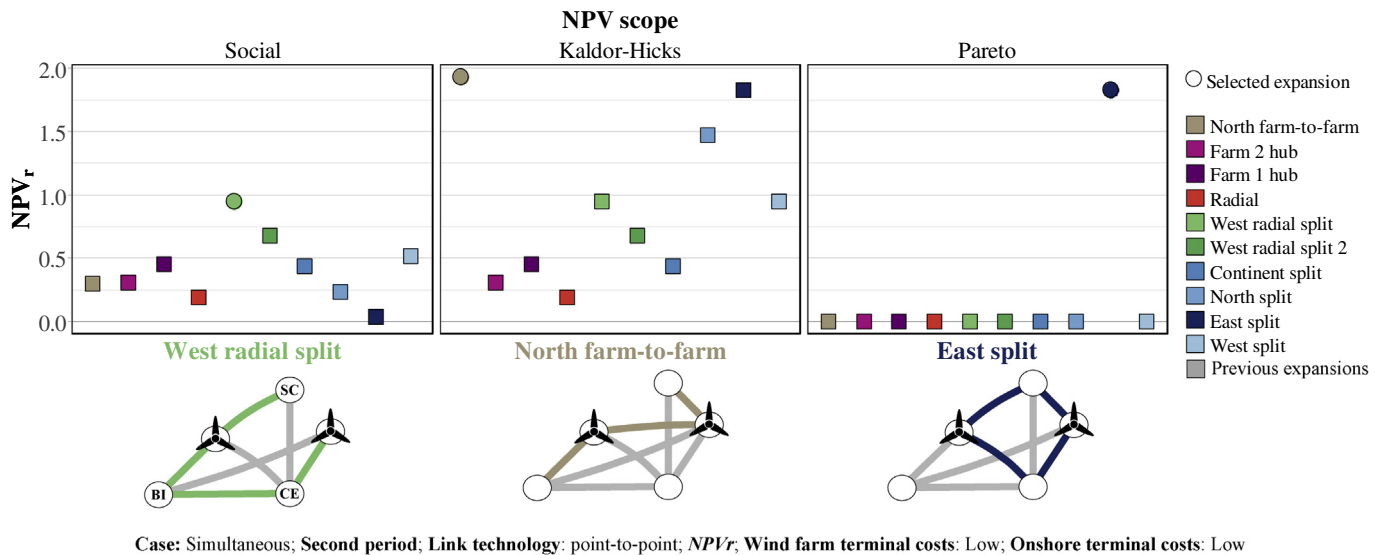 NPV scope
Social Kaldor-Hicks Pareto
NPVr
2.0
1.5
1.0
0.5
0.0
Selected expansion
North farm-to-farm
Farm 2 hub
Farm 1 hub
Radial
West radial split
West radial split 2
Continent split
North split
East split
West split
Previous expansions
West radial split North farm-to-farm East split
SC
BI
CE
Case: Simultaneous; Second period; Link technology: point-to-point; NPVr; Wind farm terminal costs: Low; Onshore terminal costs: Low